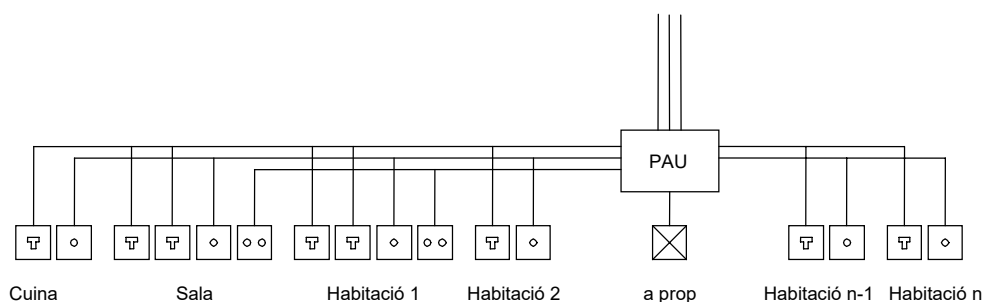 PAU
Cuina
Sala
Habitació 1
Habitació 2
a prop
Habitació n-1
Habitació n